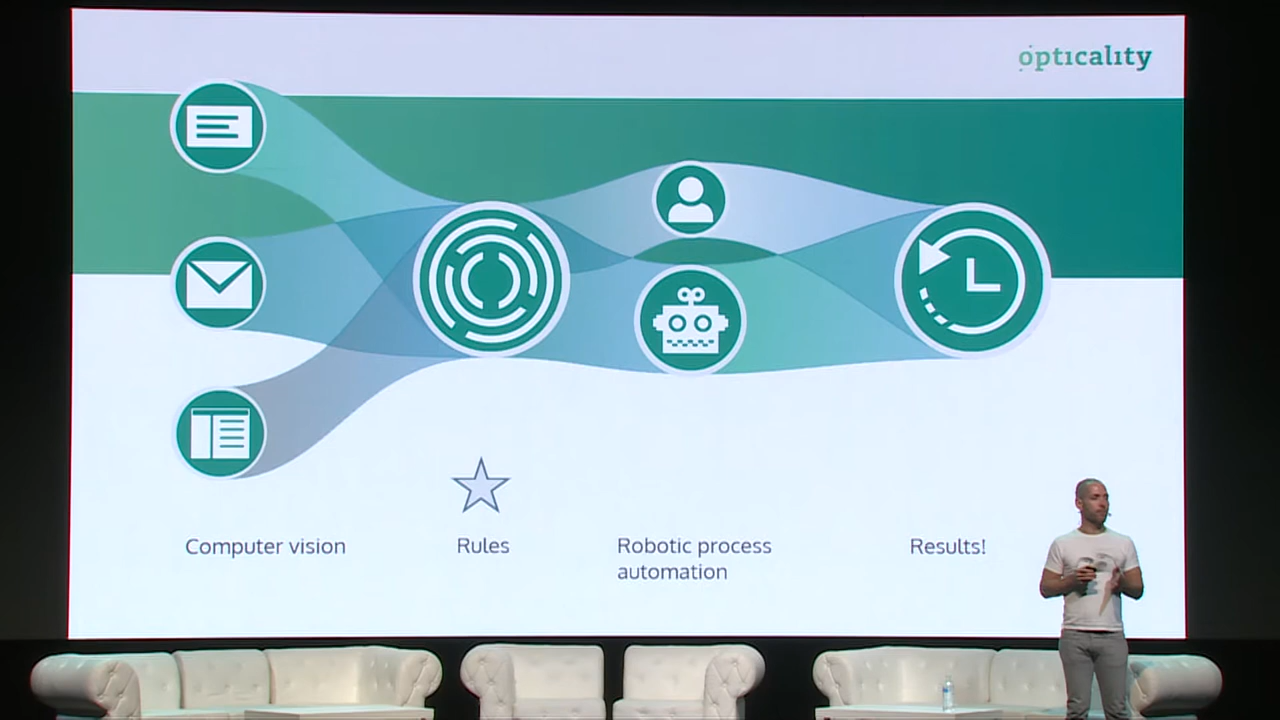 opticality
Computer vision
Rules
Robotic process
automation
Results!